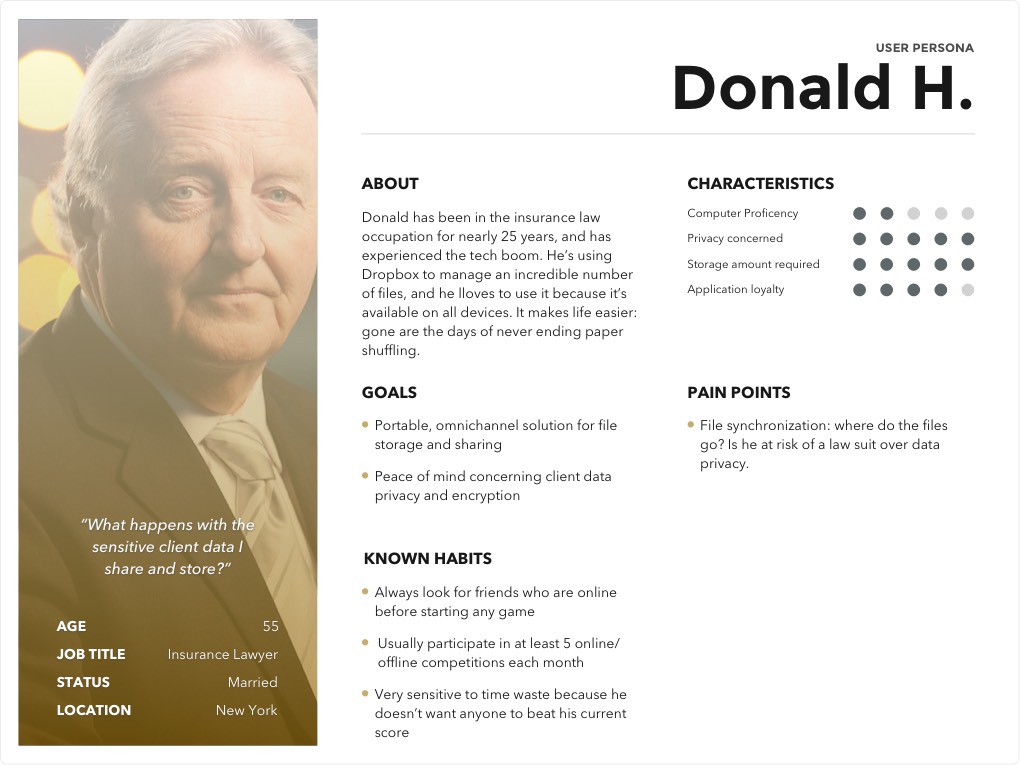 USER PERSONA
Donald H.
ABOUT
Donald has been in the insurance law
occupation for nearly 25 years, and has
experienced the tech boom. He’s using
Dropbox to manage an incredible number
of files, and he lloves to use it because it’s
available on all devices. It makes life easier:
gone are the days of never ending paper
shuffling.
CHARACTERISTICS
Computer Proficency
Privacy concerned
Storage amount required
Application loyalty
GOALS
Portable, omnichannel solution for file
storage and sharing
Peace of mind concerning client data
privacy and encryption
PAIN POINTS
File synchronization: where do the files
go? Is he at risk of a law suit over data
privacy.
KNOWN HABITS
Always look for friends who are online
before starting any game
Usually participate in at least 5 online/
offline competitions each month
Very sensitive to time waste because he
doesn’t want anyone to beat his current
score
“What happens with the
sensitive client data I
share and store?”
AGE 55
JOB TITLE Insurance Lawyer
STATUS Married
LOCATION New York